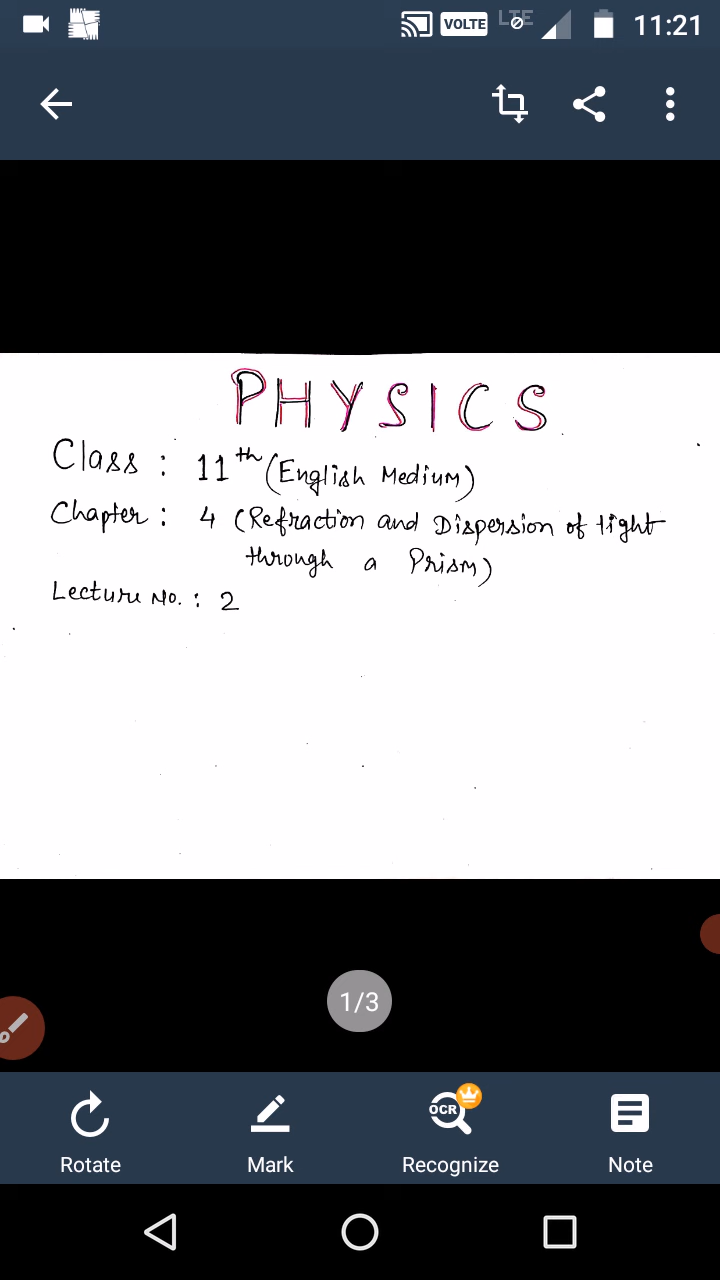 VOLTE LTE 11:21
PHYSICS
Class : 11th (English Medium)
Chapter : 4 (Refraction and Dispersion of light
through a Prism)
Lecture No. : 2
1/3
OCR
Rotate Mark Recognize Note